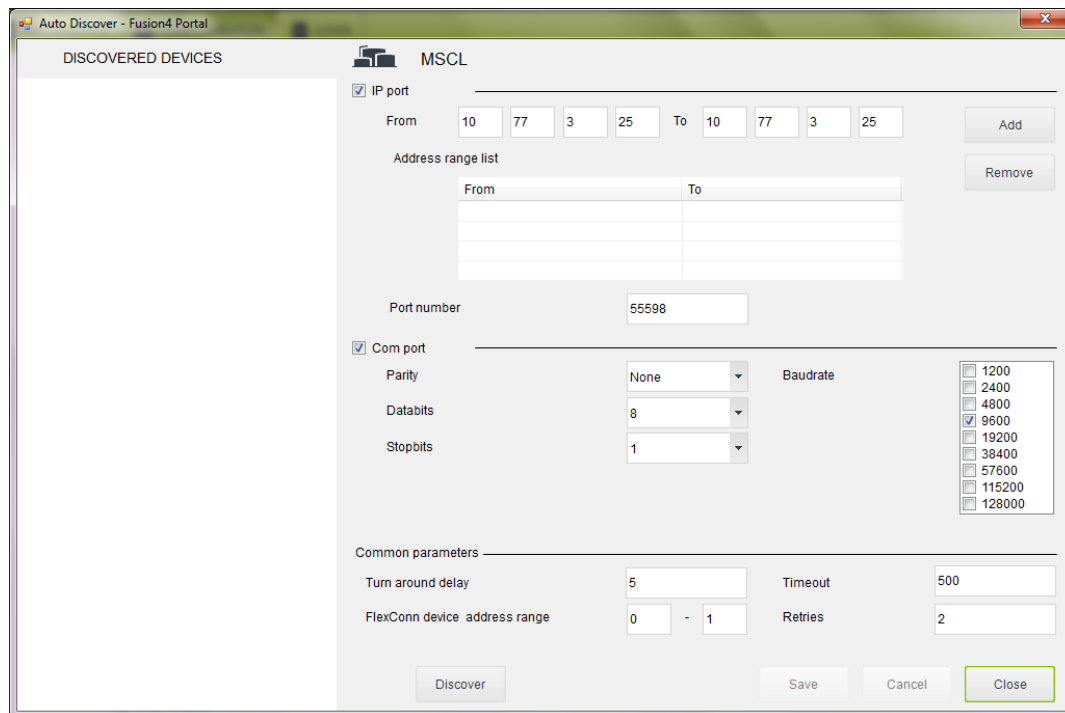 Auto Discover - Fusion4 Portal
DISCOVERED DEVICES
MSCL
IP port
From 10 77 3 25 To 10 77 3 25
Add
Address range list
Remove
From To
Port number 55598
Com port
Parity None Baudrate
1200
2400
4800
9600
19200
38400
57600
115200
128000
Databits 8
Stopbits 1
Common parameters
Turn around delay 5 Timeout 500
FlexConn device address range 0 - 1 Retries 2
Discover Save Cancel Close